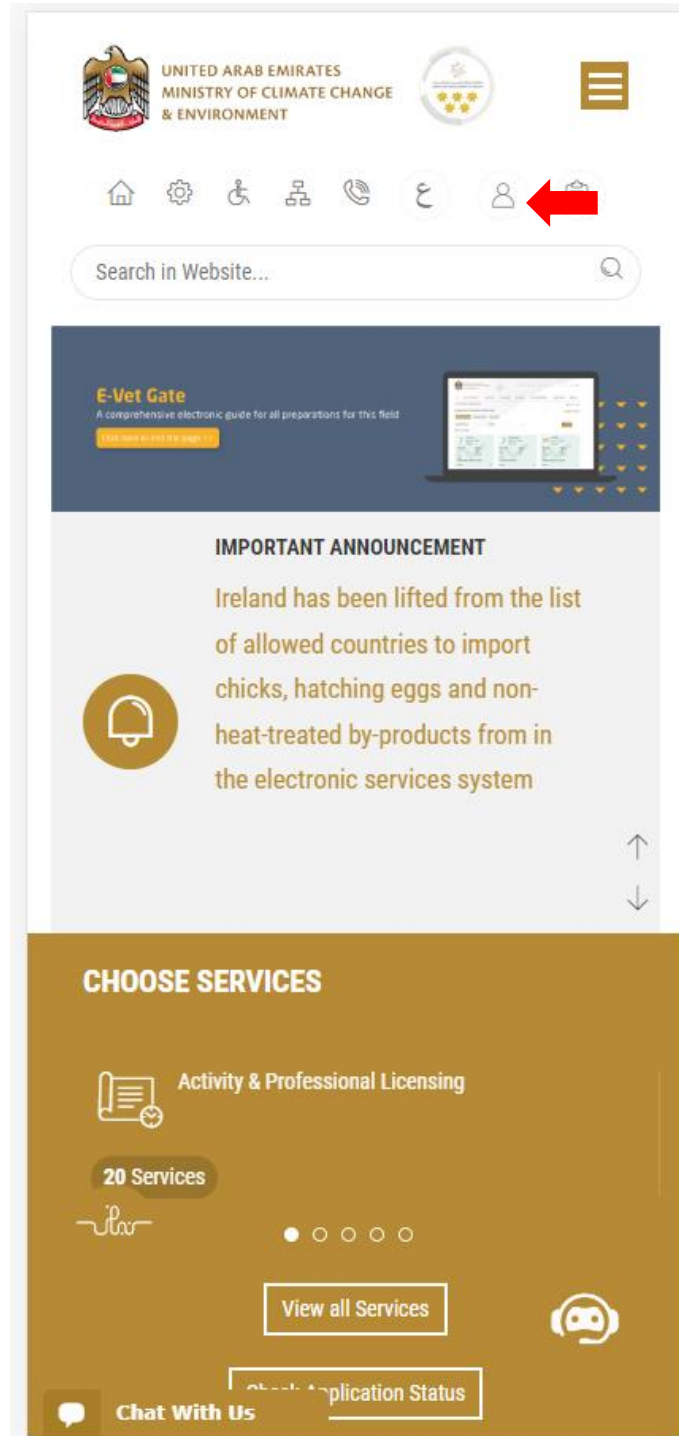 UNITED ARAB EMIRATES
MINISTRY OF CLIMATE CHANGE
& ENVIRONMENT
ع
Search in Website...
E-Vet Gate
A comprehensive electronic guide for all preparations for this field
IMPORTANT ANNOUNCEMENT
Ireland has been lifted from the list
of allowed countries to import
chicks, hatching eggs and non-
heat-treated by-products from in
the electronic services system
CHOOSE SERVICES
Activity & Professional Licensing
20 Services
View all Services
Check Application Status
Chat With Us